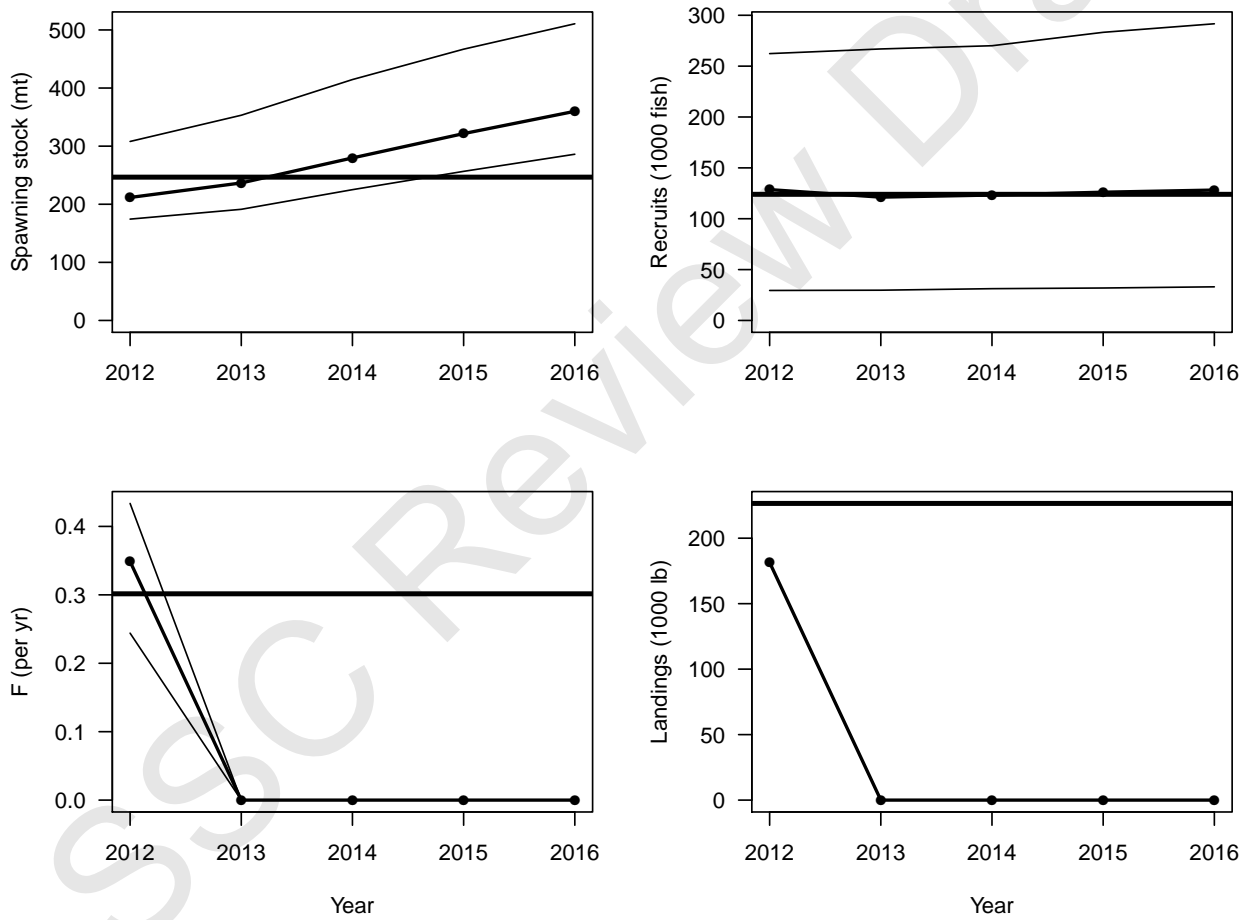 Spawning stock (mt)
500
400
300
200
100
0
2012 2013 2014 2015 2016
Recruits (1000 fish)
300
250
200
150
100
50
0
2012 2013 2014 2015 2016
F (per yr)
0.4
0.3
0.2
0.1
0.0
2012 2013 2014 2015 2016
Year
Landings (1000 lb)
200
150
100
50
0
2012 2013 2014 2015 2016
Year
SSC Review Dra